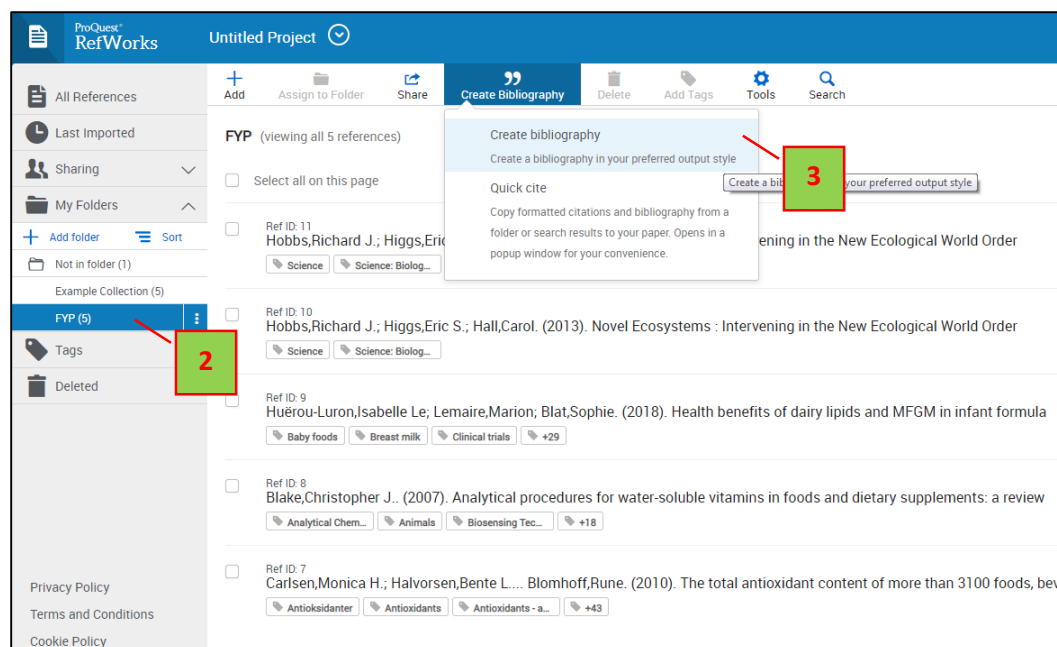 ProQuest®
RefWorks
Untitled Project
All References
Last Imported
Sharing
My Folders
Add folder Sort
Not in folder (1)
Example Collection (5)
FYP (5)
2
Tags
Deleted
Privacy Policy
Terms and Conditions
Cookie Policy
Add Assign to Folder Share Create Bibliography Delete Add Tags Tools Search
FYP (viewing all 5 references)
Create bibliography
Create a bibliography in your preferred output style
3
Create a bib your preferred output style
Quick cite
Copy formatted citations and bibliography from a
folder or search results to your paper. Opens in a
popup window for your convenience.
Select all on this page
Ref ID: 11
Hobbs,Richard J.; Higgs,Eric ening in the New Ecological World Order
Science Science: Biolog...
Ref ID: 10
Hobbs,Richard J.; Higgs,Eric S.; Hall,Carol. (2013). Novel Ecosystems : Intervening in the New Ecological World Order
Science Science: Biolog...
Ref ID: 9
Huërou-Luron,Isabelle Le; Lemaire,Marion; Blat,Sophie. (2018). Health benefits of dairy lipids and MFGM in infant formula
Baby foods Breast milk Clinical trials +29
Ref ID: 8
Blake,Christopher J.. (2007). Analytical procedures for water-soluble vitamins in foods and dietary supplements: a review
Analytical Chem... Animals Biosensing Tec... +18
Ref ID: 7
Carlsen,Monica H.; Halvorsen,Bente L.... Blomhoff,Rune. (2010). The total antioxidant content of more than 3100 foods, bev
Antioksidanter Antioxidants Antioxidants - a... +43